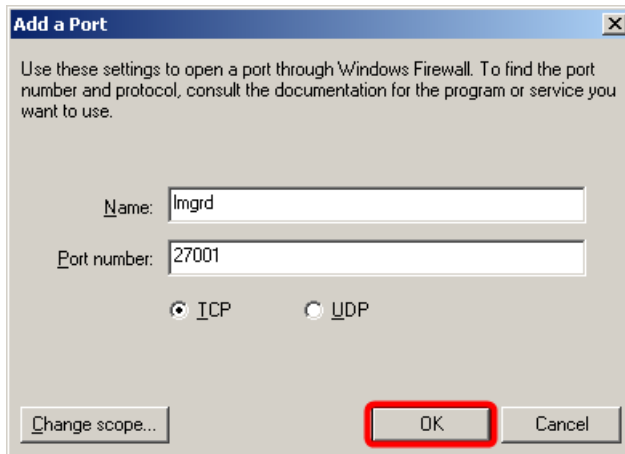 Add a Port
Use these settings to open a port through Windows Firewall. To find the port
number and protocol, consult the documentation for the program or service you
want to use.
Name: lmgrd
Port number: 27001
TCP UDP
Change scope... OK Cancel